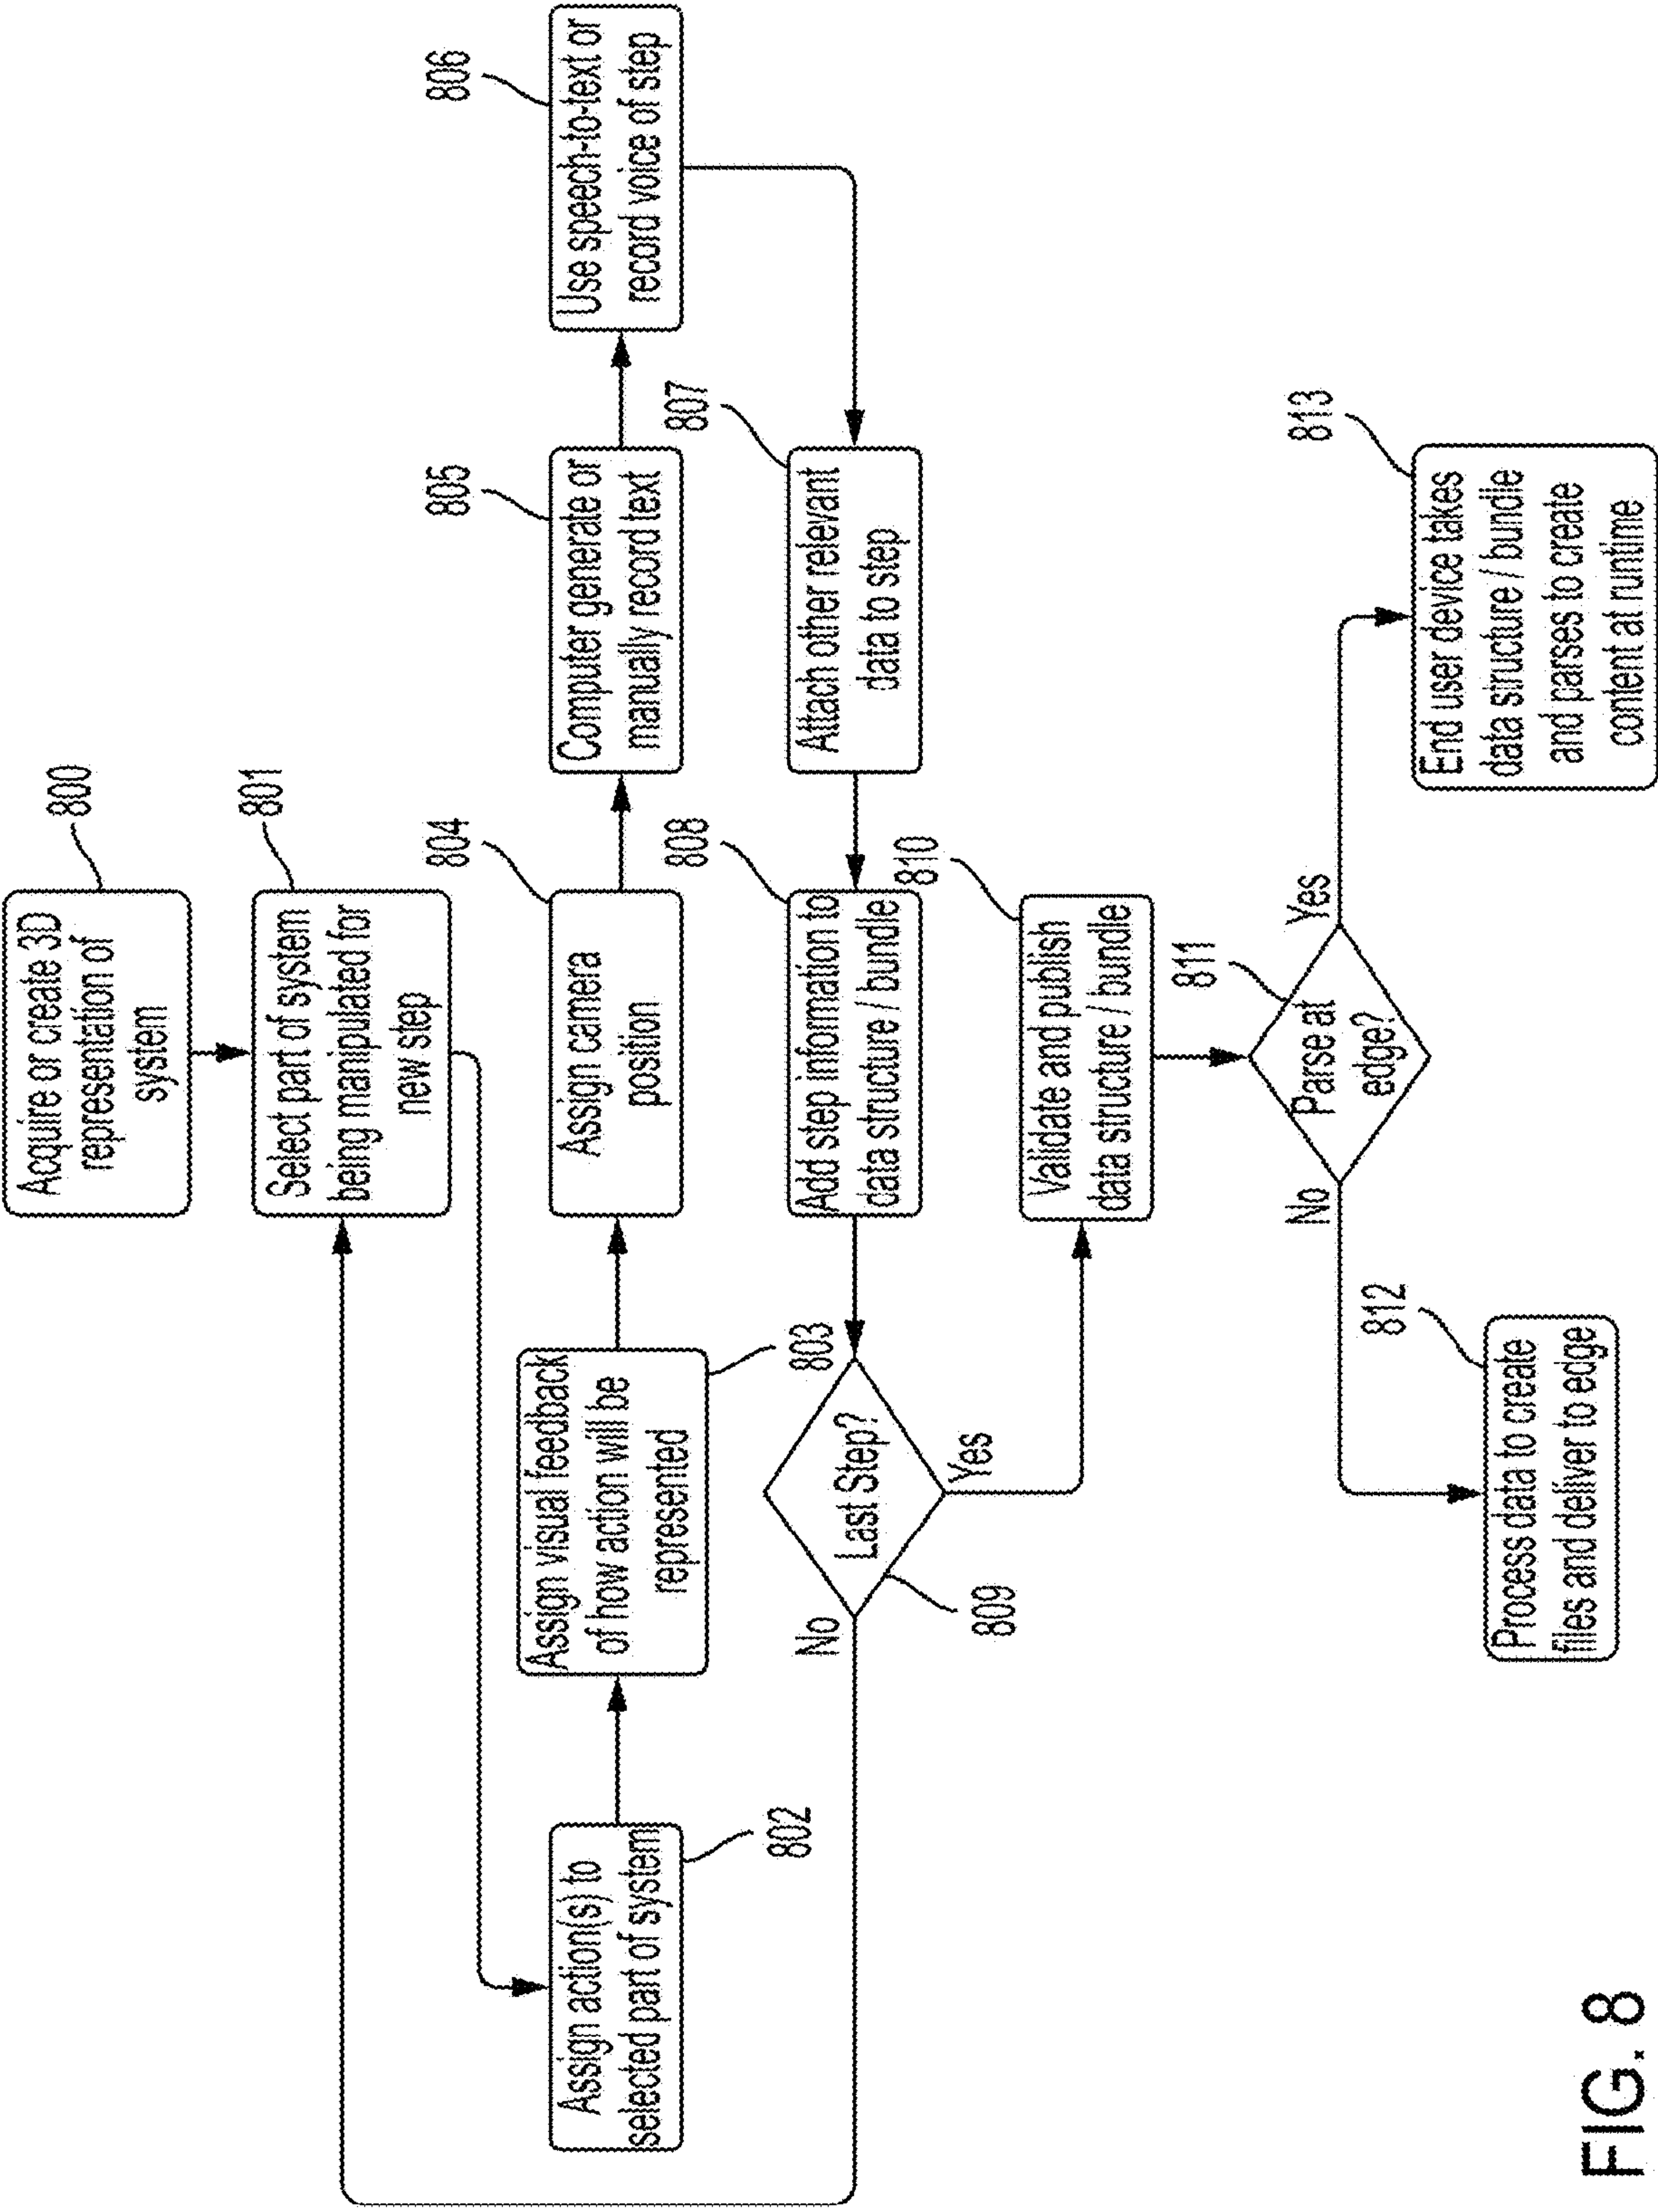 800
Acquire or create 3D
representation of
system
801
Select part of system
being manipulated for
new step
802
Assign action(s) to
selected part of system
803
Assign visual feedback
of how action will be
represented
804
Assign camera
position
805
Computer generate or
manually record text
806
Use speech-to-text or
record voice of step
807
Attach other relevant
data to step
808
Add step information to
data structure / bundle
809
Last Step?
No
Yes
810
Validate and publish
data structure / bundle
811
Parse at
edge?
No
Yes
812
Process data to create
files and deliver to edge
813
End user device takes
data structure / bundle
and parses to create
content at runtime
FIG. 8